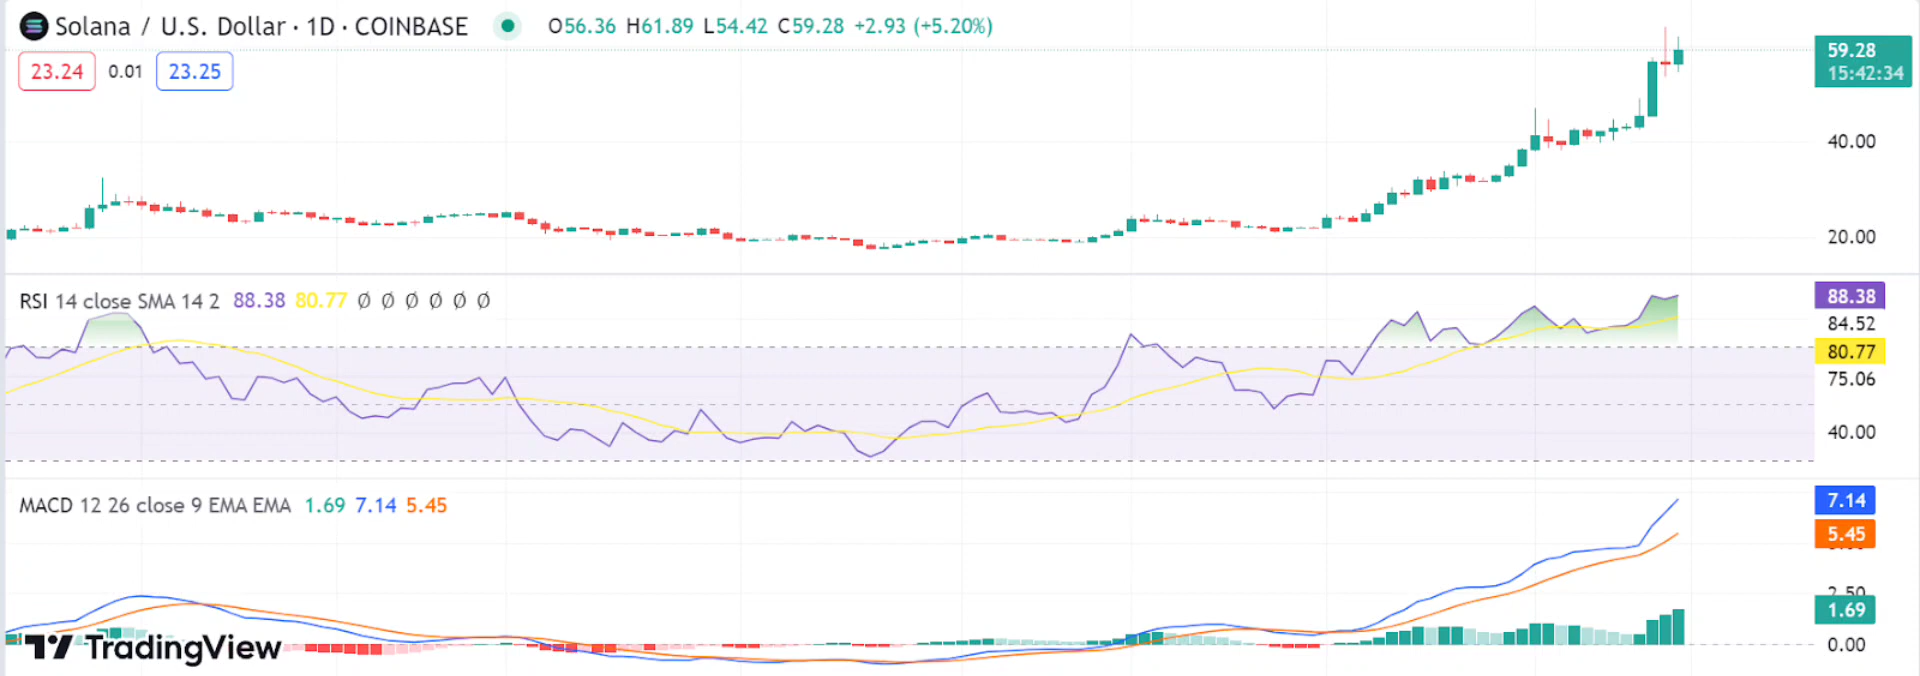 Solana / U.S. Dollar · 1D · COINBASE O56.36 H61.89 L54.42 C59.28 +2.93 (+5.20%)
23.24 0.01 23.25
59.28
15:42:34
40.00
20.00
RSI 14 close SMA 14 2 88.38 80.77 Ø Ø Ø Ø Ø Ø
88.38
84.52
80.77
75.06
40.00
MACD 12 26 close 9 EMA EMA 1.69 7.14 5.45
7.14
5.45
2.50
1.69
0.00
TradingView